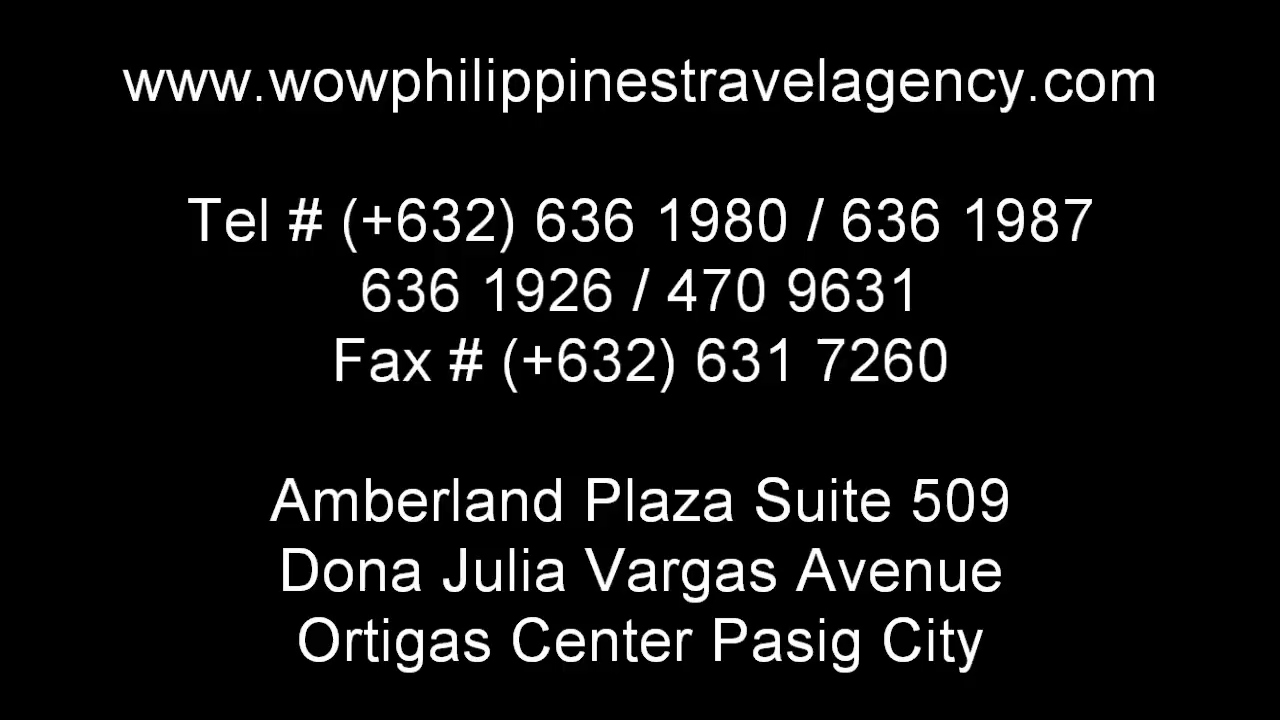 www.wowphilippinestravelagency.com
Tel # (+632) 636 1980 / 636 1987
636 1926 / 470 9631
Fax # (+632) 631 7260
Amberland Plaza Suite 509
Dona Julia Vargas Avenue
Ortigas Center Pasig City